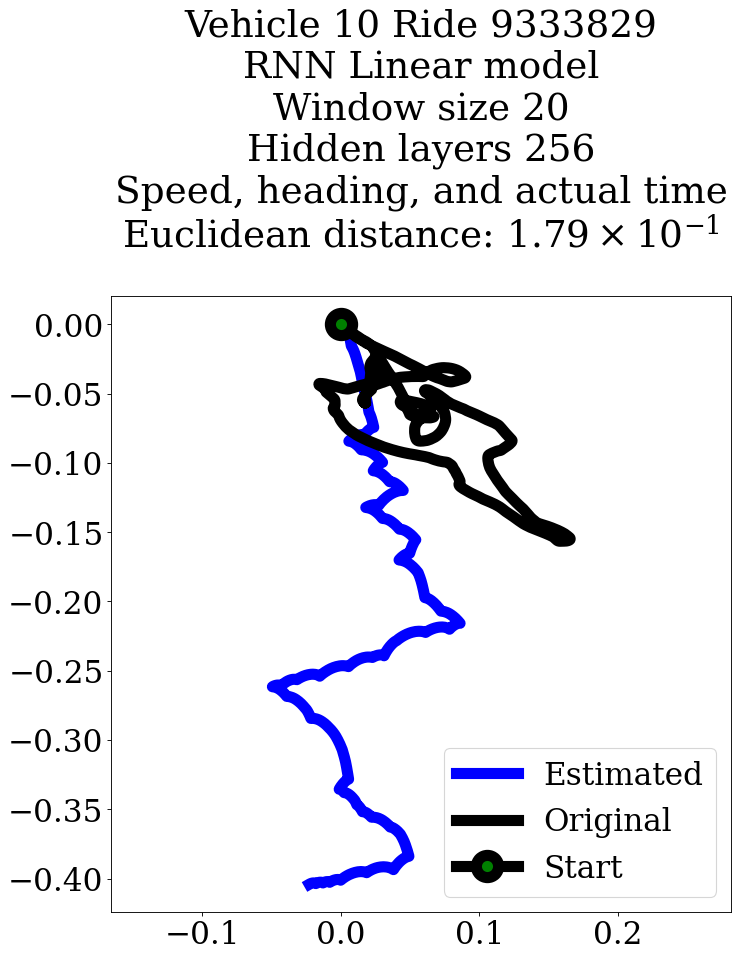 Vehicle 10 Ride 9333829
RNN Linear model
Window size 20
Hidden layers 256
Speed, heading, and actual time
Euclidean distance: 1.79 × 10⁻¹
0.00
−0.05
−0.10
−0.15
−0.20
−0.25
−0.30
−0.35
−0.40
Estimated
Original
Start
−0.1
0.0
0.1
0.2